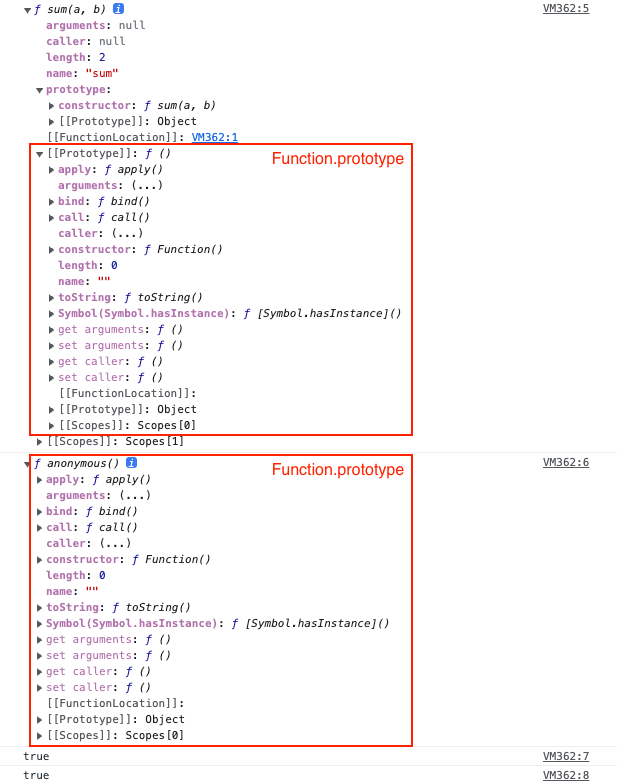 ƒ sum(a, b) i VM362:5
arguments: null
caller: null
length: 2
name: "sum"
prototype:
constructor: ƒ sum(a, b)
[[Prototype]]: Object
[[FunctionLocation]]: VM362:1
[[Prototype]]: ƒ () Function.prototype
apply: ƒ apply()
arguments: (...)
bind: ƒ bind()
call: ƒ call()
caller: (...)
constructor: ƒ Function()
length: 0
name: ""
toString: ƒ toString()
Symbol(Symbol.hasInstance): ƒ [Symbol.hasInstance]()
get arguments: ƒ ()
set arguments: ƒ ()
get caller: ƒ ()
set caller: ƒ ()
[[FunctionLocation]]:
[[Prototype]]: Object
[[Scopes]]: Scopes[0]
[[Scopes]]: Scopes[1]
ƒ anonymous() i VM362:6
Function.prototype
apply: ƒ apply()
arguments: (...)
bind: ƒ bind()
call: ƒ call()
caller: (...)
constructor: ƒ Function()
length: 0
name: ""
toString: ƒ toString()
Symbol(Symbol.hasInstance): ƒ [Symbol.hasInstance]()
get arguments: ƒ ()
set arguments: ƒ ()
get caller: ƒ ()
set caller: ƒ ()
[[FunctionLocation]]:
[[Prototype]]: Object
[[Scopes]]: Scopes[0]
true VM362:7
true VM362:8